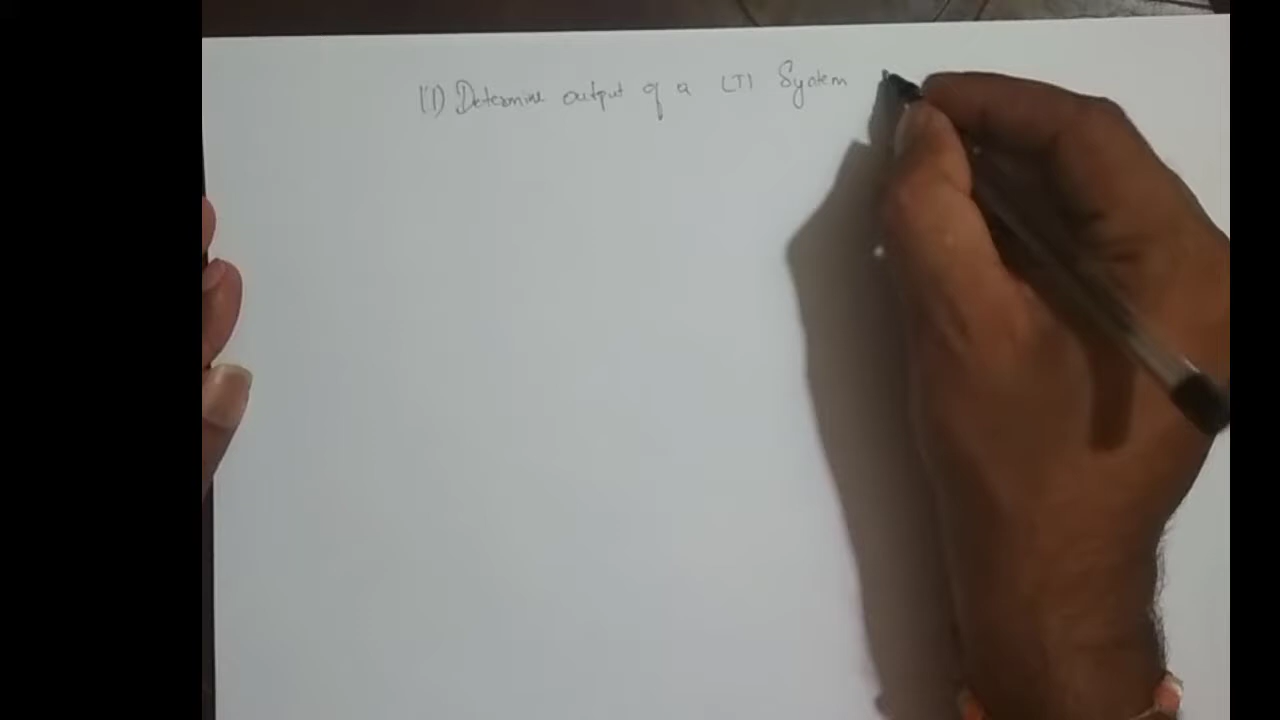 (1) Determine output of a LTI System